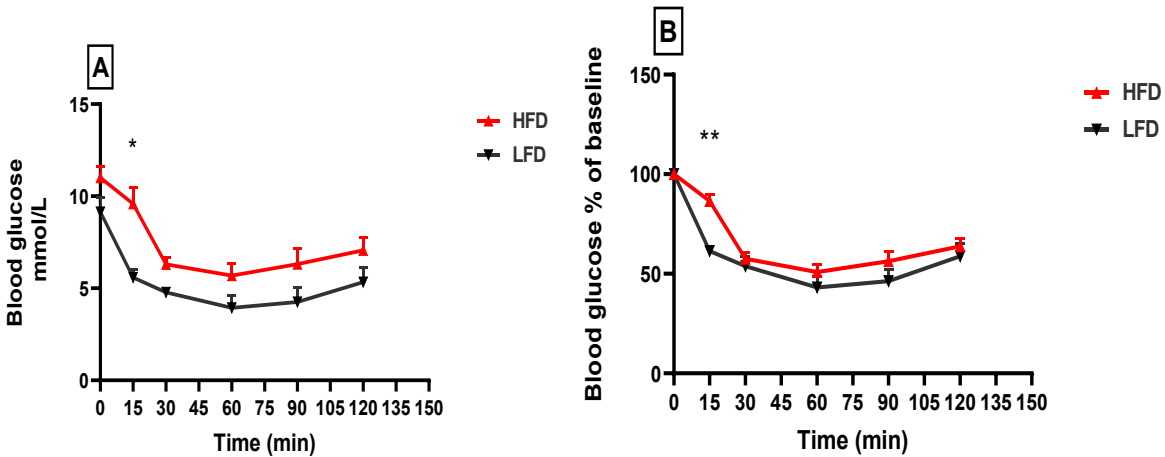 A
15
10
5
0
Blood glucose
mmol/L
*
0 15 30 45 60 75 90 105 120 135 150
Time (min)
HFD
LFD
B
150
100
50
0
Blood glucose % of baseline
**
0 15 30 45 60 75 90 105 120 135 150
Time (min)
HFD
LFD